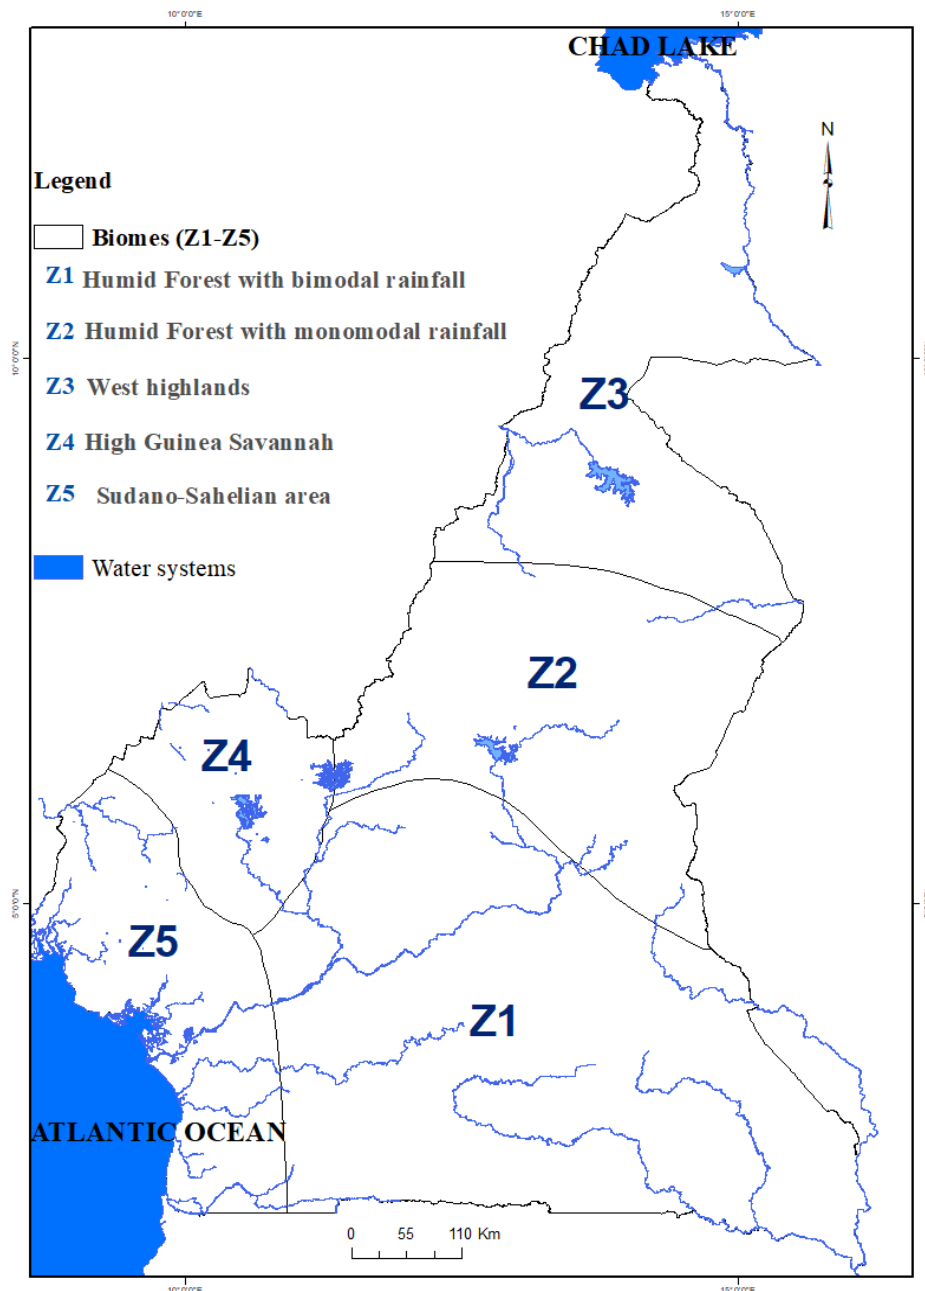 10°0'0"E 15°0'0"E
CHAD LAKE
N
Legend
Biomes (Z1-Z5)
Z1 Humid Forest with bimodal rainfall
Z2 Humid Forest with monomodal rainfall
10°0'0"N
Z3 West highlands
Z3
Z4 High Guinea Savannah
Z5 Sudano-Sahelian area
Water systems
Z2
Z4
5°0'0"N
Z5
Z1
ATLANTIC OCEAN
0 55 110 Km
10°0'0"E 15°0'0"E